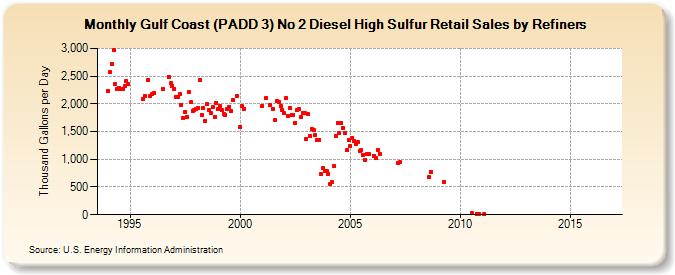 Monthly Gulf Coast (PADD 3) No 2 Diesel High Sulfur Retail Sales by Refiners
Thousand Gallons per Day
3,000
2,500
2,000
1,500
1,000
500
0
1995 2000 2005 2010 2015
Source: U.S. Energy Information Administration